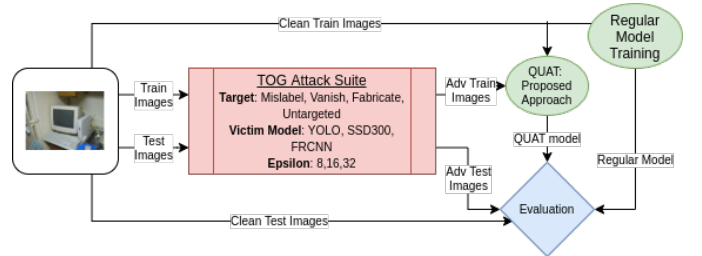 Clean Train Images
Regular
Model
Training
Train
Images
TOG Attack Suite
Target: Mislabel, Vanish, Fabricate,
Untargeted
Victim Model: YOLO, SSD300,
FRCNN
Epsilon: 8,16,32
Adv Train
Images
QUAT:
Proposed
Approach
Test
Images
QUAT model
Adv Test
Images
Regular Model
Evaluation
Clean Test Images